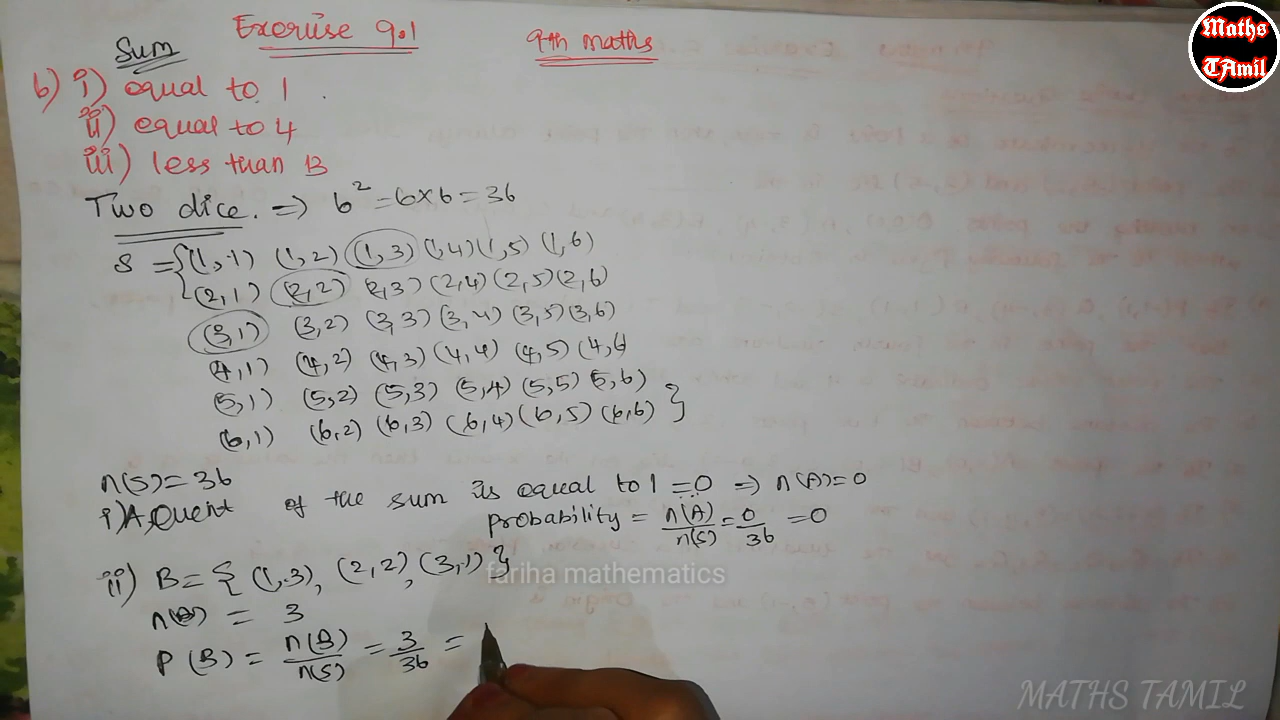 Exercise 9.1
9th maths
Maths
TAmil
Sum
6) i) equal to 1
ii) equal to 4
iii) less than 13
Two dice. => 6² = 6×6 = 36
S = {(1,1) (1,2) (1,3) (1,4) (1,5) (1,6)
(2,1) (2,2) (2,3) (2,4) (2,5) (2,6)
(3,1) (3,2) (3,3) (3,4) (3,5) (3,6)
(4,1) (4,2) (4,3) (4,4) (4,5) (4,6)
(5,1) (5,2) (5,3) (5,4) (5,5) (5,6)
(6,1) (6,2) (6,3) (6,4) (6,5) (6,6) }
n(S) = 36
i) A, Event of the sum is equal to 1 = 0 => n(A) = 0
probability = n(A)/n(S) = 0/36 = 0
ii) B = { (1,3), (2,2), (3,1) }
fariha mathematics
n(B) = 3
P(B) = n(B)/n(S) = 3/36 =
MATHS TAMIL